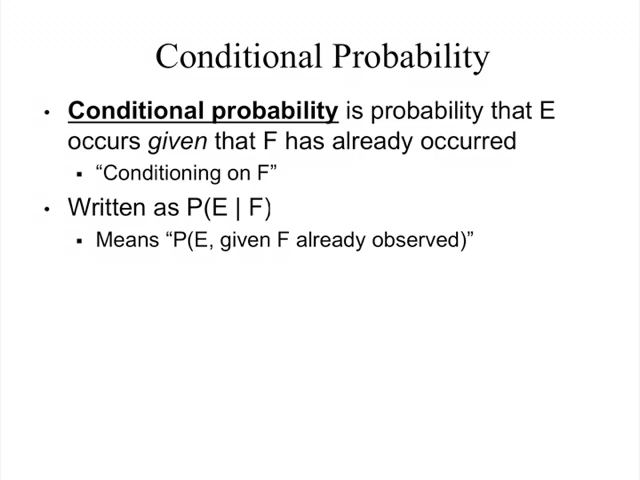 Conditional Probability
• Conditional probability is probability that E
occurs given that F has already occurred
▪ “Conditioning on F”
• Written as P(E | F)
▪ Means “P(E, given F already observed)”